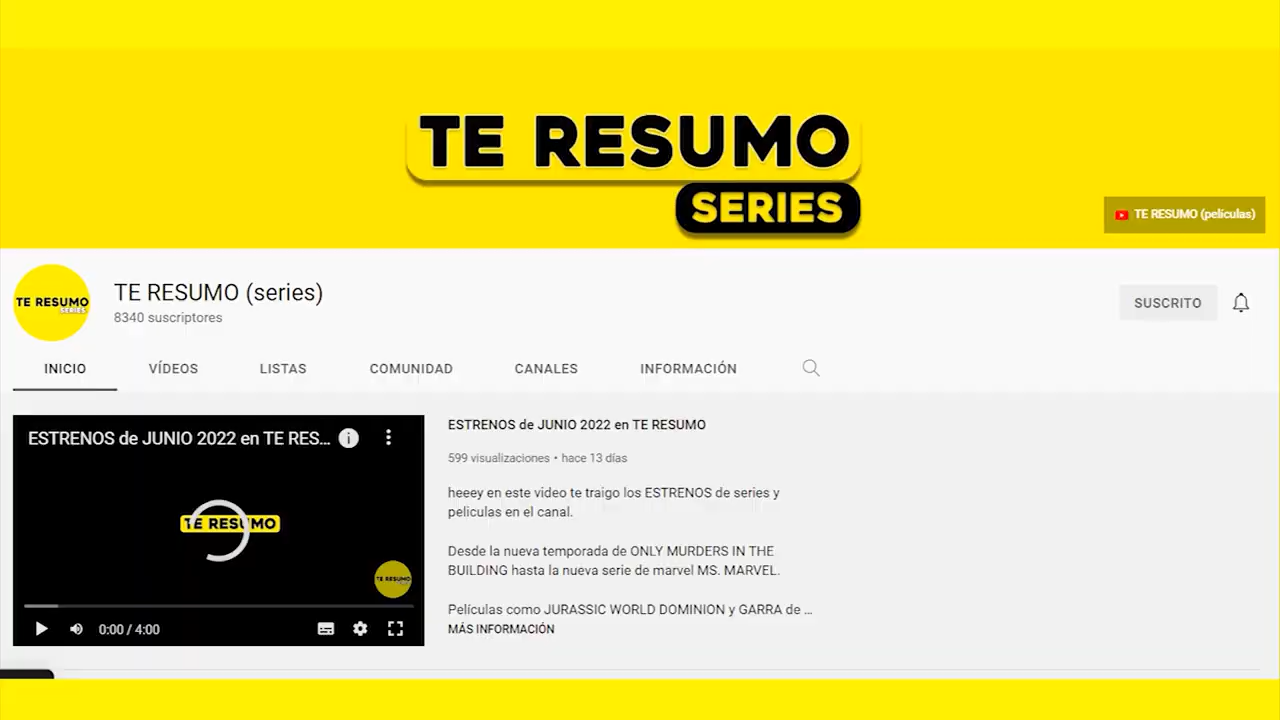 TE RESUMO
SERIES
TE RESUMO (películas)
TE RESUMO
SERIES
TE RESUMO (series)
8340 suscriptores
SUSCRITO
INICIO VÍDEOS LISTAS COMUNIDAD CANALES INFORMACIÓN
ESTRENOS de JUNIO 2022 en TE RES...
TE RESUMO
TE RESUMO
0:00 / 4:00
ESTRENOS de JUNIO 2022 en TE RESUMO
599 visualizaciones • hace 13 días
heeey en este video te traigo los ESTRENOS de series y
peliculas en el canal.
Desde la nueva temporada de ONLY MURDERS IN THE
BUILDING hasta la nueva serie de marvel MS. MARVEL.
Películas como JURASSIC WORLD DOMINION y GARRA de ...
MÁS INFORMACIÓN